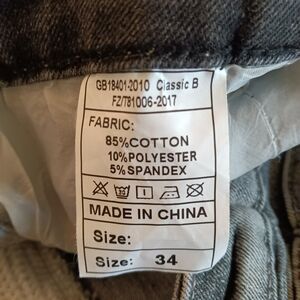 GB18401-2010 Classic B
FZ/T81006-2017
FABRIC:
85%COTTON
10%POLYESTER
5%SPANDEX
MADE IN CHINA
Size:
Size: 34